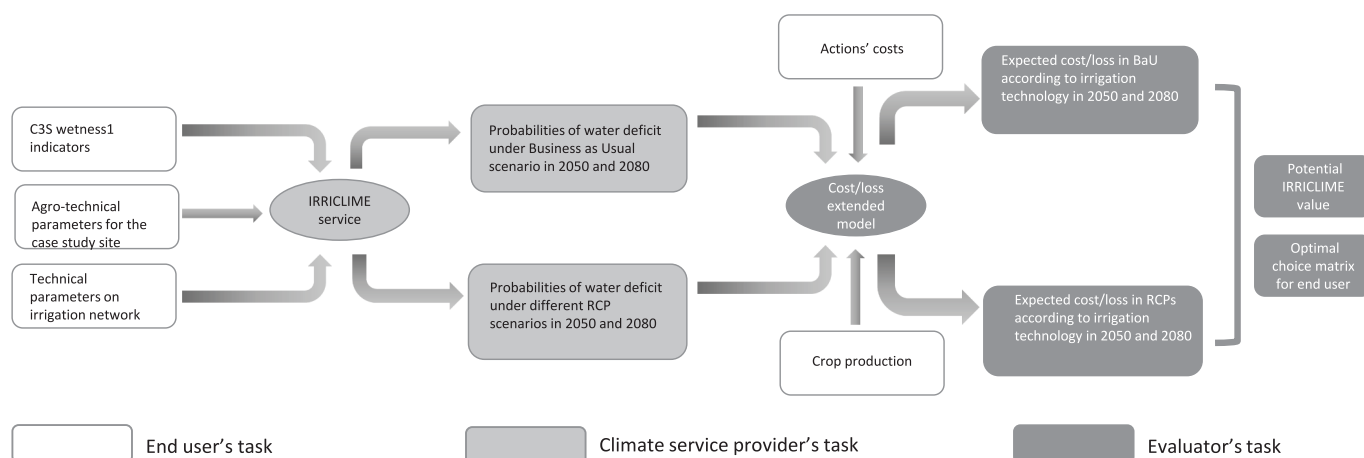 C3S wetness1
indicators
Agro-technical
parameters for the
case study site
Technical
parameters on
irrigation network
IRRICLIME
service
Probabilities of water deficit
under Business as Usual
scenario in 2050 and 2080
Probabilities of water deficit
under different RCP
scenarios in 2050 and 2080
Actions’ costs
Cost/loss
extended
model
Crop production
Expected cost/loss in BaU
according to irrigation
technology in 2050 and 2080
Expected cost/loss in RCPs
according to irrigation
technology in 2050 and 2080
Potential
IRRICLIME
value
Optimal
choice matrix
for end user
End user’s task
Climate service provider’s task
Evaluator’s task